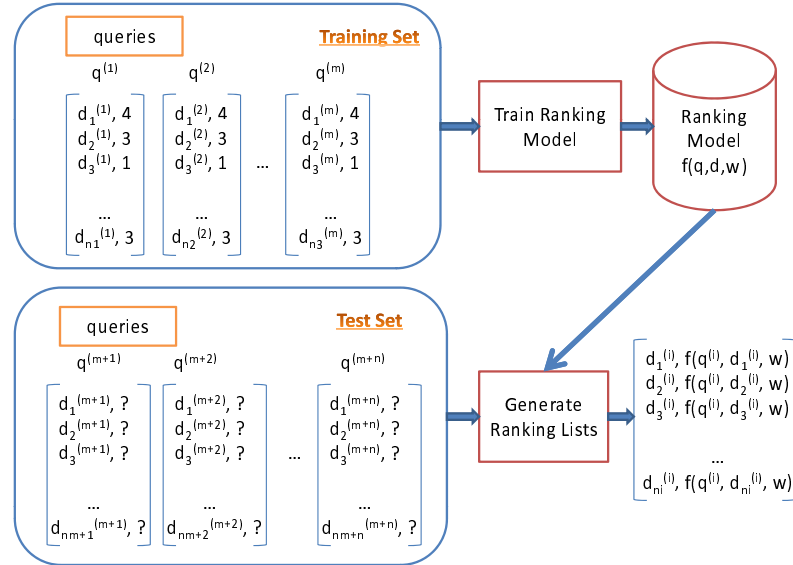 queries
Training Set
q⁽¹⁾ q⁽²⁾ q⁽ᵐ⁾
d₁⁽¹⁾, 4 d₁⁽²⁾, 4 d₁⁽ᵐ⁾, 4
d₂⁽¹⁾, 3 d₂⁽²⁾, 3 d₂⁽ᵐ⁾, 3
d₃⁽¹⁾, 1 d₃⁽²⁾, 1 ... d₃⁽ᵐ⁾, 1
... ... ...
dₙ₁⁽¹⁾, 3 dₙ₂⁽²⁾, 3 dₙ₃⁽ᵐ⁾, 3
Train Ranking
Model
Ranking
Model
f(q,d,w)
queries
Test Set
q⁽ᵐ⁺¹⁾ q⁽ᵐ⁺²⁾ q⁽ᵐ⁺ⁿ⁾
d₁⁽ᵐ⁺¹⁾, ? d₁⁽ᵐ⁺²⁾, ? d₁⁽ᵐ⁺ⁿ⁾, ?
d₂⁽ᵐ⁺¹⁾, ? d₂⁽ᵐ⁺²⁾, ? d₂⁽ᵐ⁺ⁿ⁾, ?
d₃⁽ᵐ⁺¹⁾, ? d₃⁽ᵐ⁺²⁾, ? ... d₃⁽ᵐ⁺ⁿ⁾, ?
... ... ...
dₙₘ₊₁⁽ᵐ⁺¹⁾, ? dₙₘ₊₂⁽ᵐ⁺²⁾, ? dₙₘ₊ₙ⁽ᵐ⁺ⁿ⁾, ?
Generate
Ranking Lists
d₁⁽ⁱ⁾, f(q⁽ⁱ⁾, d₁⁽ⁱ⁾, w)
d₂⁽ⁱ⁾, f(q⁽ⁱ⁾, d₂⁽ⁱ⁾, w)
d₃⁽ⁱ⁾, f(q⁽ⁱ⁾, d₃⁽ⁱ⁾, w)
...
dₙᵢ⁽ⁱ⁾, f(q⁽ⁱ⁾, dₙᵢ⁽ⁱ⁾, w)